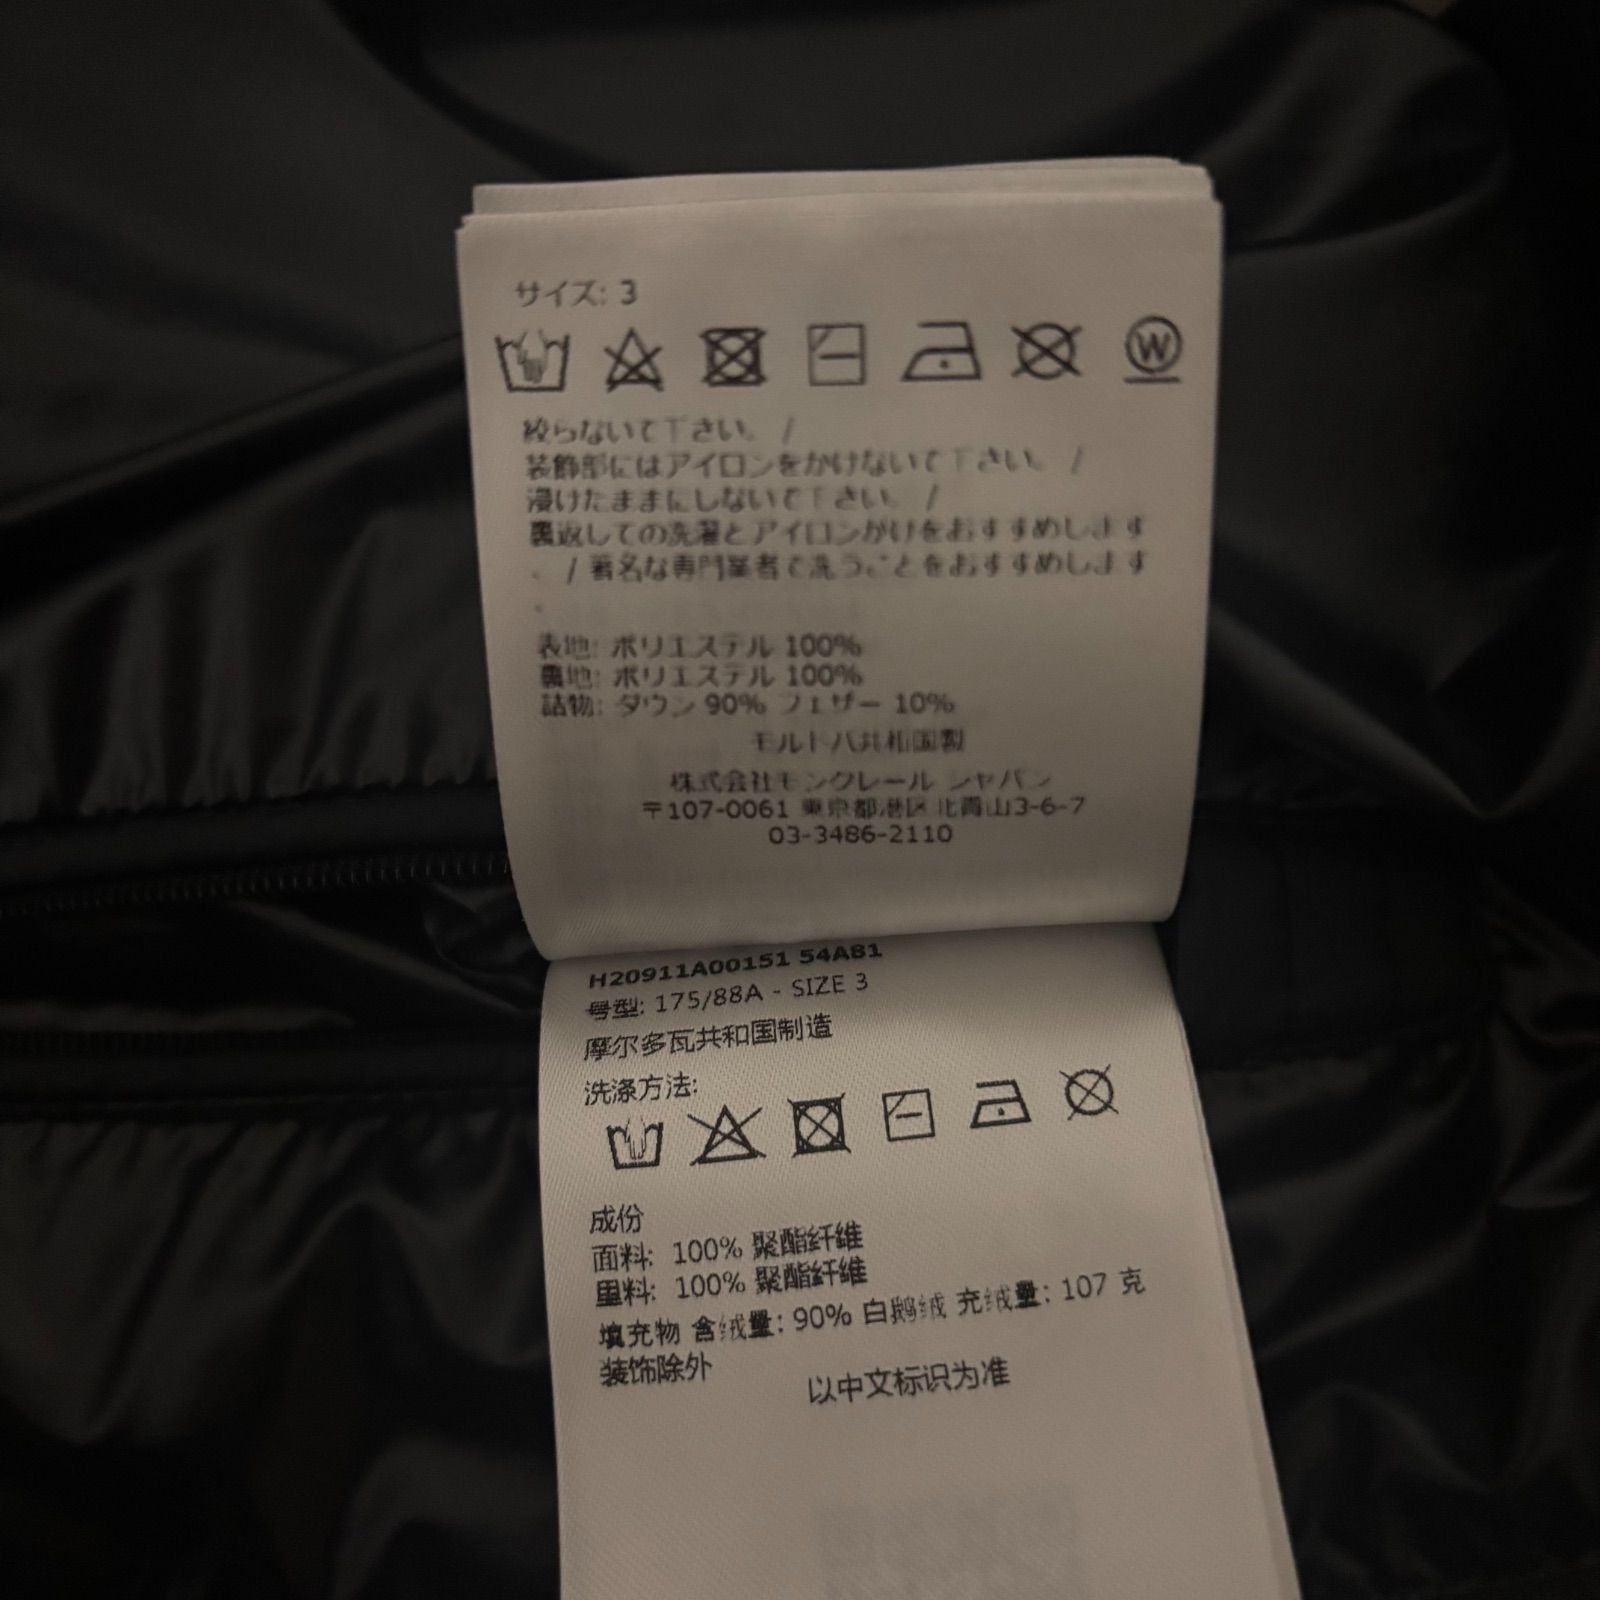 サイズ: 3
絞らないで下さい。 /
装飾部にはアイロンをかけないで下さい。 /
浸けたままにしないで下さい。 /
裏返しての洗濯とアイロンがけをおすすめします
。 / 著名な専門業者で洗うことをおすすめします
。
表地: ポリエステル 100%
裏地: ポリエステル 100%
詰物: ダウン 90% フェザー 10%
モルドバ共和国製
株式会社モンクレール ジャパン
〒107-0061 東京都港区北青山3-6-7
03-3486-2110
H20911A00151 54A81
号型: 175/88A - SIZE 3
摩尔多瓦共和国制造
洗涤方法:
成份
面料: 100% 聚酯纤维
里料: 100% 聚酯纤维
填充物 含绒量: 90% 白鹅绒 充绒量: 107 克
装饰除外
以中文标识为准